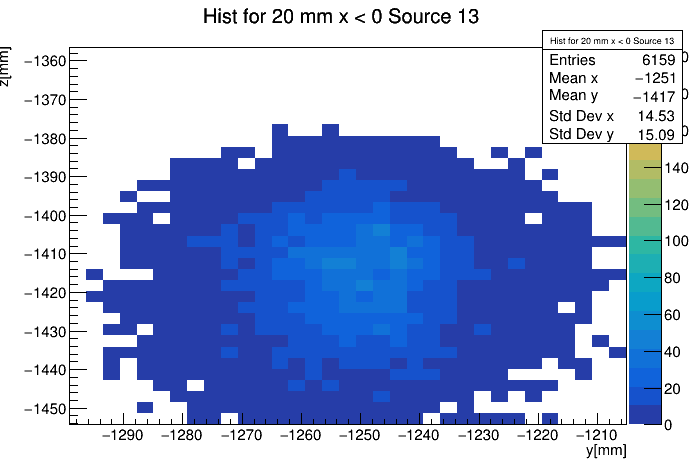 Hist for 20 mm x < 0 Source 13
z[mm]
Hist for 20 mm x < 0 Source 13
Entries 6159
Mean x −1251
Mean y −1417
Std Dev x 14.53
Std Dev y 15.09
−1360
−1370
−1380
−1390
−1400
−1410
−1420
−1430
−1440
−1450
140
120
100
80
60
40
20
0
−1290 −1280 −1270 −1260 −1250 −1240 −1230 −1220 −1210
y[mm]